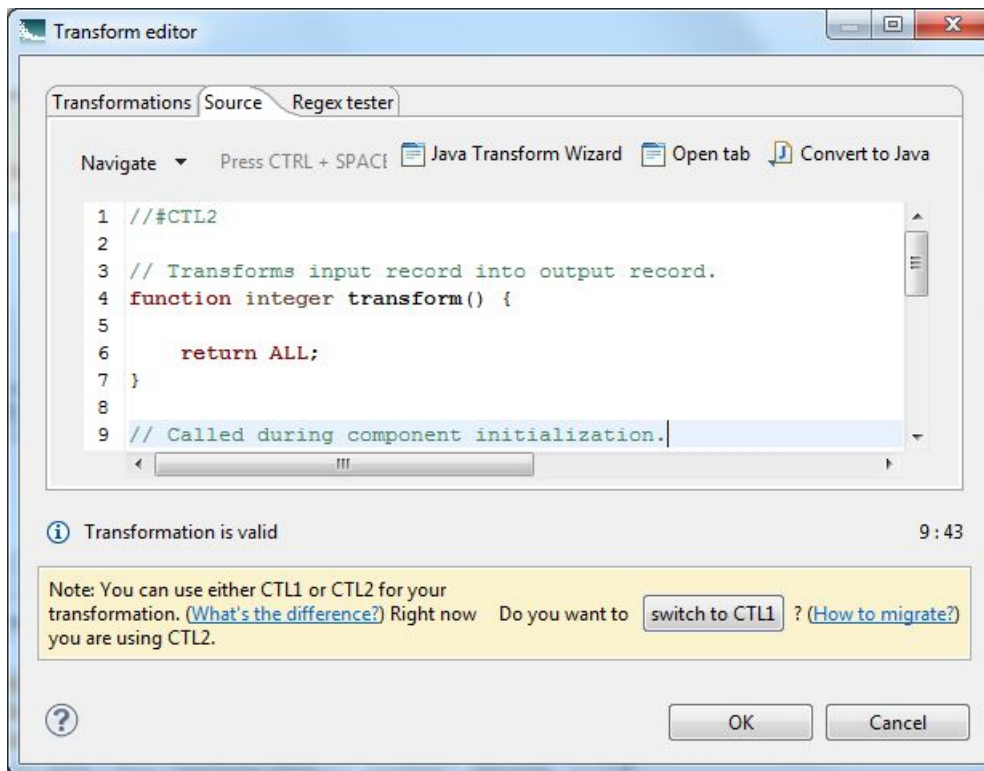 Transform editor
Transformations Source Regex tester
Navigate Press CTRL + SPACE Java Transform Wizard Open tab Convert to Java
1 //#CTL2
2
3 // Transforms input record into output record.
4 function integer transform() {
5
6 return ALL;
7 }
8
9 // Called during component initialization.
Transformation is valid 9 : 43
Note: You can use either CTL1 or CTL2 for your
transformation. (What's the difference?) Right now Do you want to switch to CTL1 ? (How to migrate?)
you are using CTL2.
OK Cancel